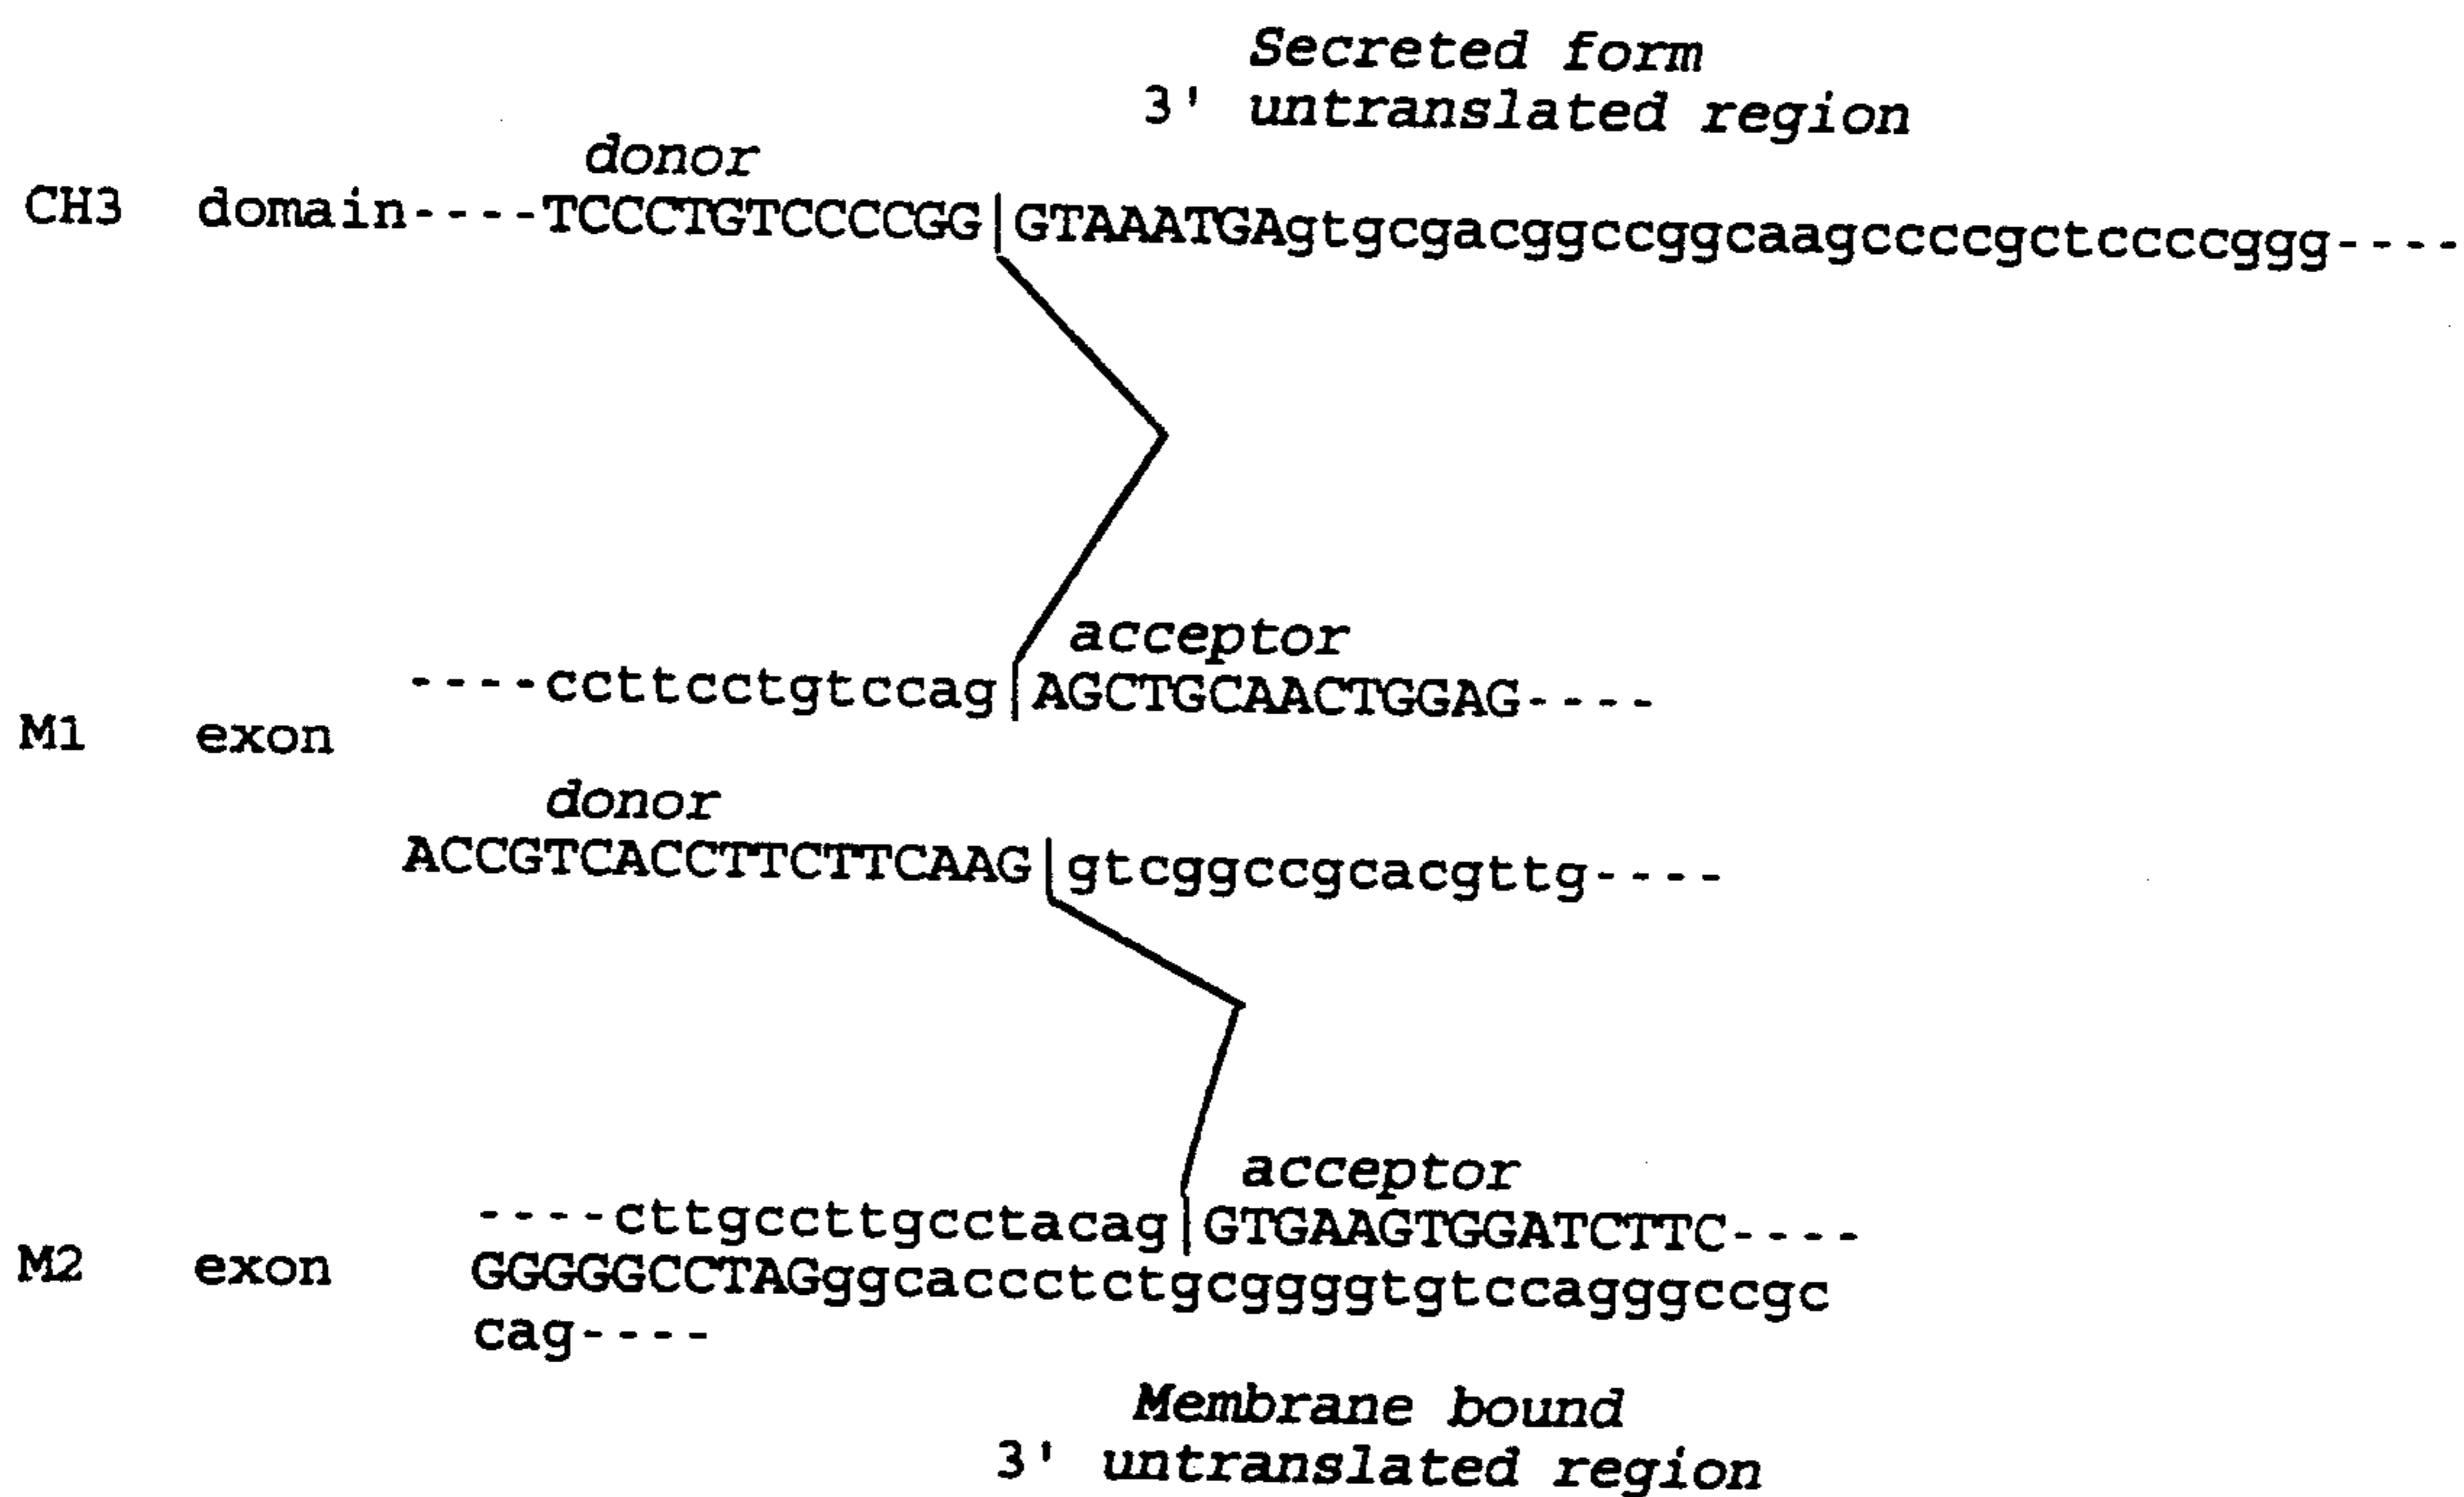 Secreted form
3' untranslated region
donor
CH3 domain----TCCCTGTCCCCGG|GTAAATGAgtgcgacggccggcaagccccgctccccggg----
acceptor
----ccttcctgtccag|AGCTGCAACTGGAG----
M1 exon
donor
ACCGTCACCTTCTTCAAG|gtcggccgcacgttg----
acceptor
----cttgccttgcctacag|GTGAAGTGGATCTTC----
M2 exon GGGGGCCTAGggcaccctctgcggggtgtccagggccgc
cag----
Membrane bound
3' untranslated region